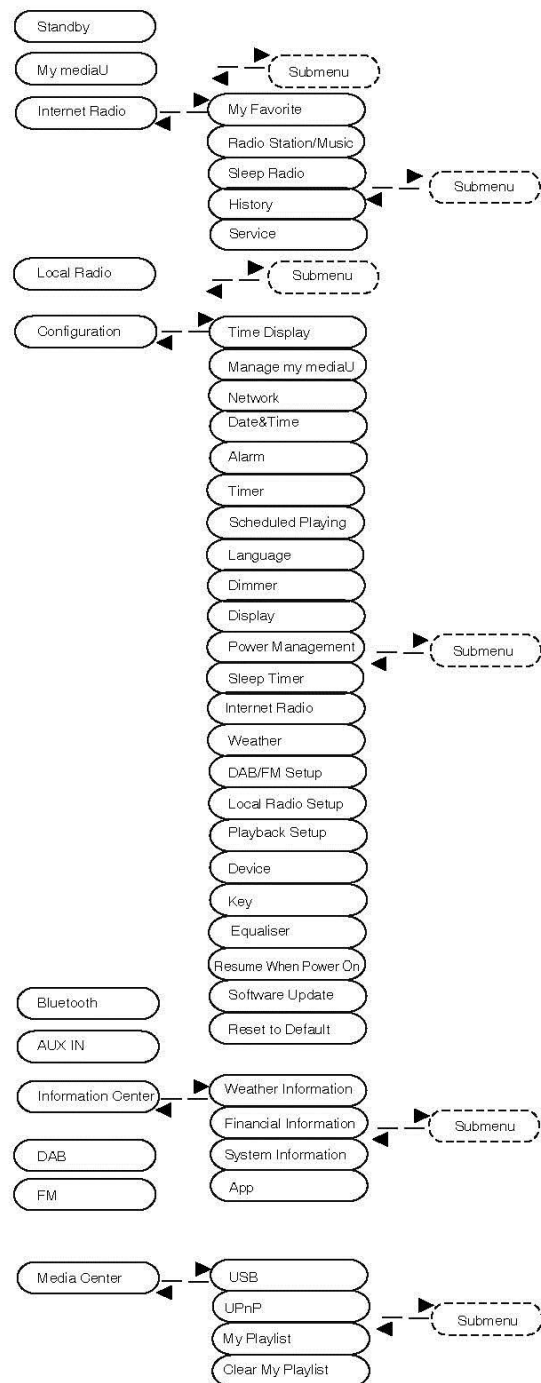 Standby
My mediaU
Submenu
Internet Radio
My Favorite
Radio Station/Music
Sleep Radio
Submenu
History
Service
Local Radio
Submenu
Configuration
Time Display
Manage my mediaU
Network
Date&Time
Alarm
Timer
Scheduled Playing
Language
Dimmer
Display
Power Management
Submenu
Sleep Timer
Internet Radio
Weather
DAB/FM Setup
Local Radio Setup
Playback Setup
Device
Key
Equaliser
Resume When Power On
Software Update
Bluetooth
Reset to Default
AUX IN
Information Center
Weather Information
Financial Information
Submenu
System Information
DAB
App
FM
Media Center
USB
UPnP
Submenu
My Playlist
Clear My Playlist